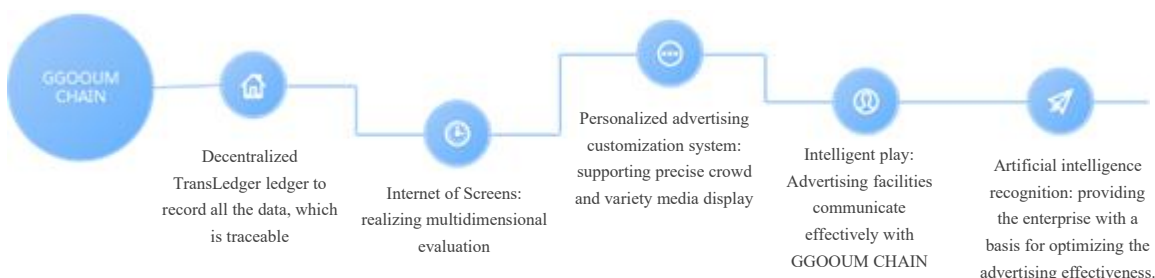 GGOOUM
CHAIN
Decentralized
TransLedger ledger to
record all the data, which
is traceable
Internet of Screens:
realizing multidimensional
evaluation
Personalized advertising
customization system:
supporting precise crowd
and variety media display
Intelligent play:
Advertising facilities
communicate
effectively with
GGOOUM CHAIN
Artificial intelligence
recognition: providing
the enterprise with a
basis for optimizing the
advertising effectiveness.